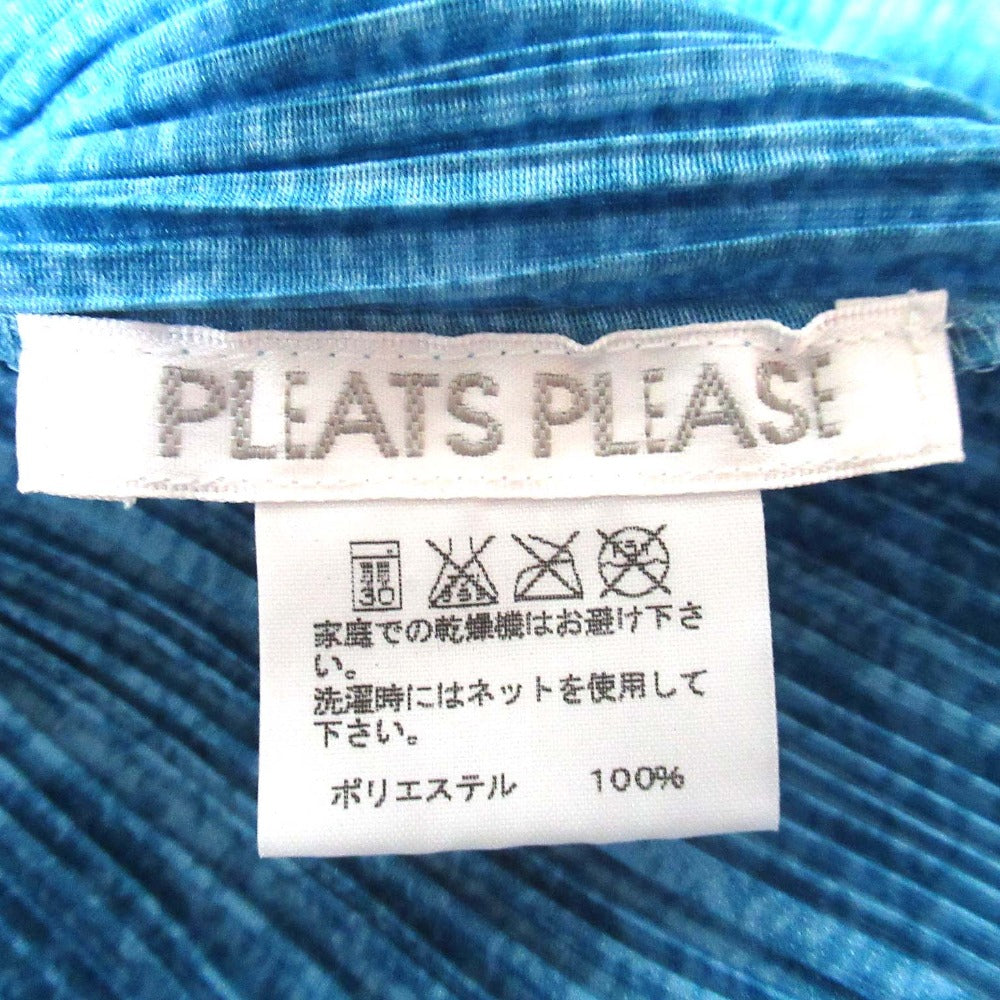 PLEATS PLEASE
30
家庭での乾燥機はお避け下さ
い。
洗濯時にはネットを使用して
下さい。
ポリエステル 100%